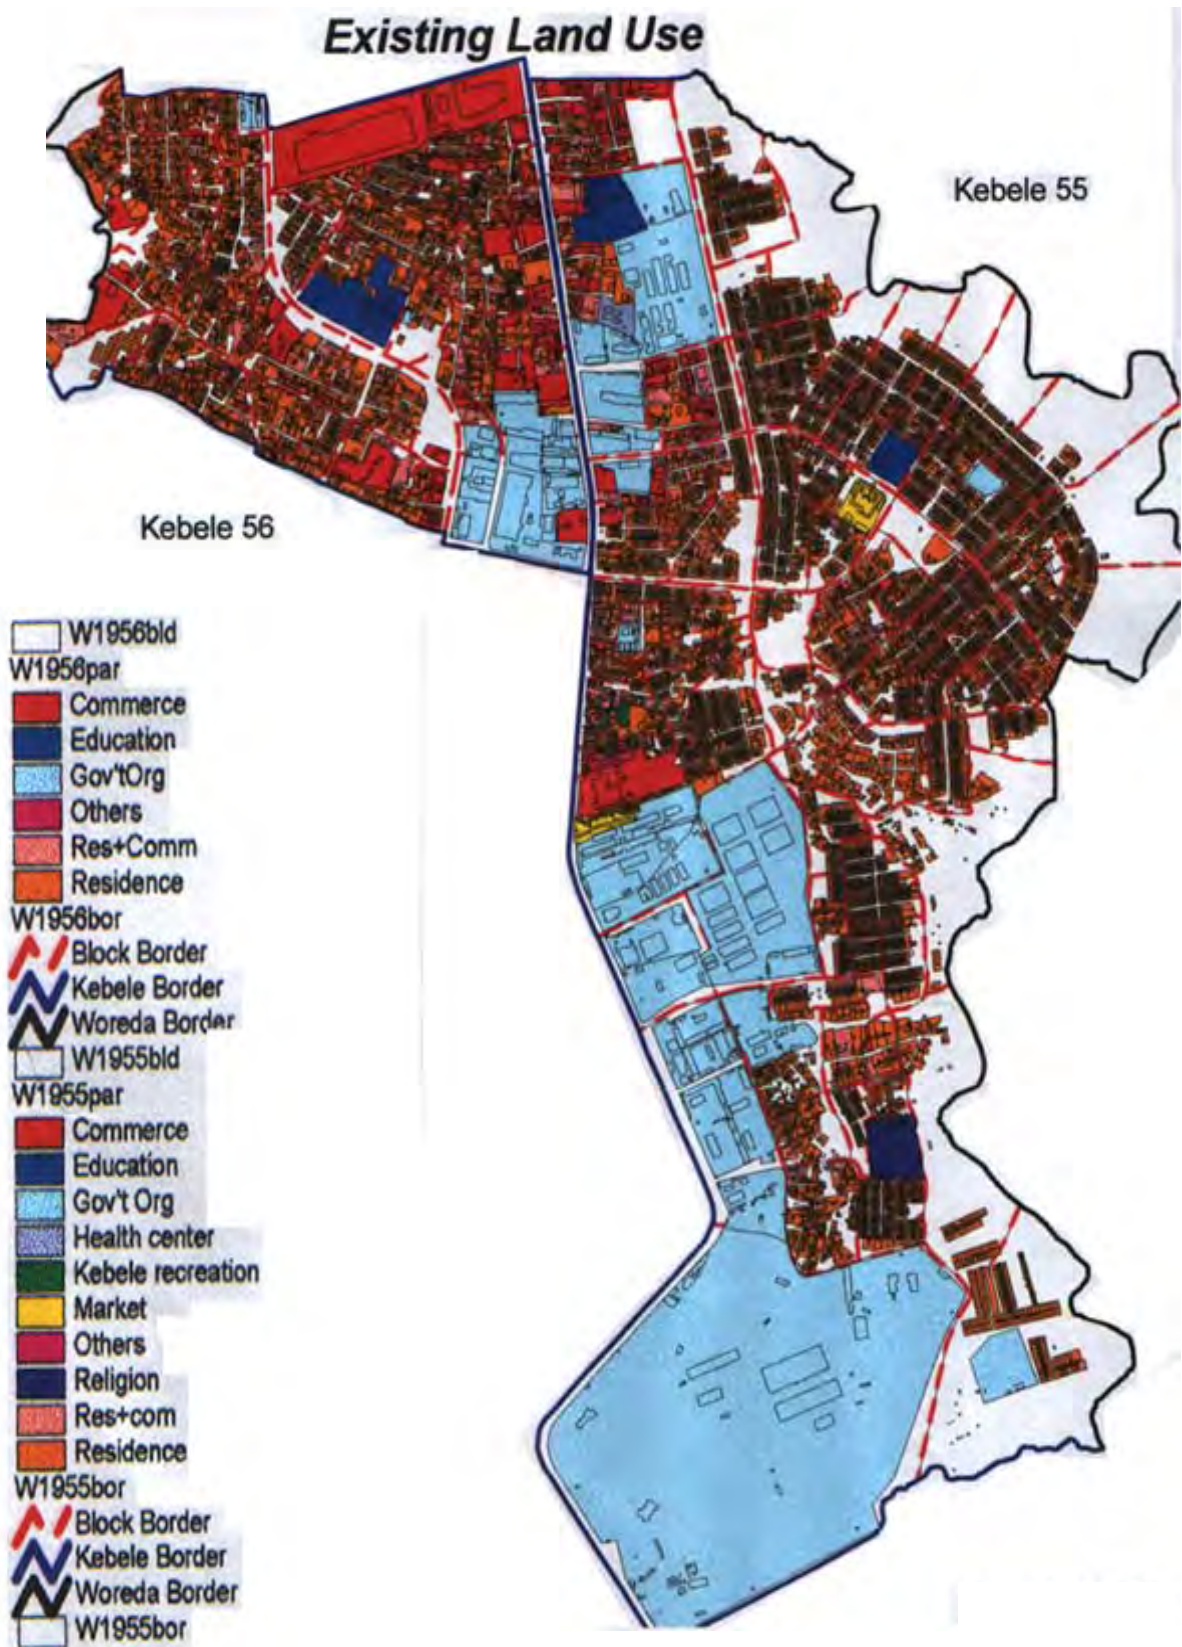 Existing Land Use
Kebele 55
Kebele 56
W1956bld
W1956par
Commerce
Education
Gov'tOrg
Others
Res+Comm
Residence
W1956bor
Block Border
Kebele Border
Woreda Border
W1955bld
W1955par
Commerce
Education
Gov't Org
Health center
Kebele recreation
Market
Others
Religion
Res+com
Residence
W1955bor
Block Border
Kebele Border
Woreda Border
W1955bor